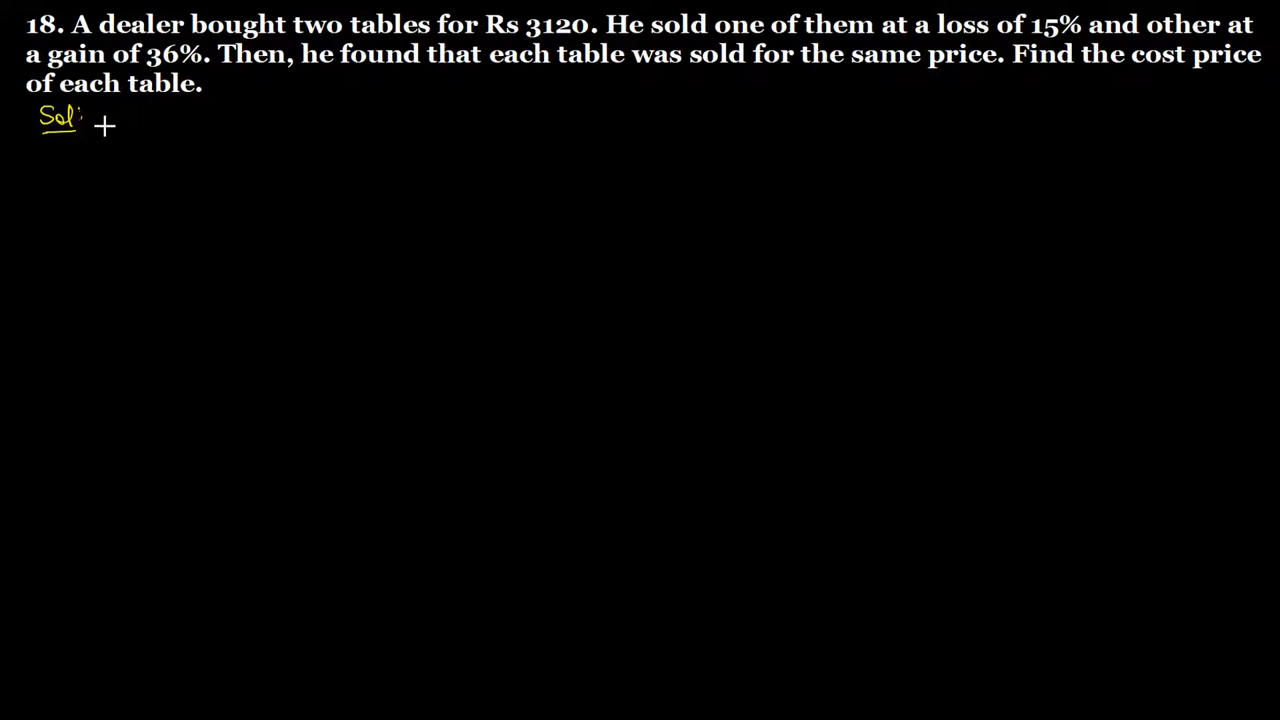 18. A dealer bought two tables for Rs 3120. He sold one of them at a loss of 15% and other at
a gain of 36%. Then, he found that each table was sold for the same price. Find the cost price
of each table.
Sol: